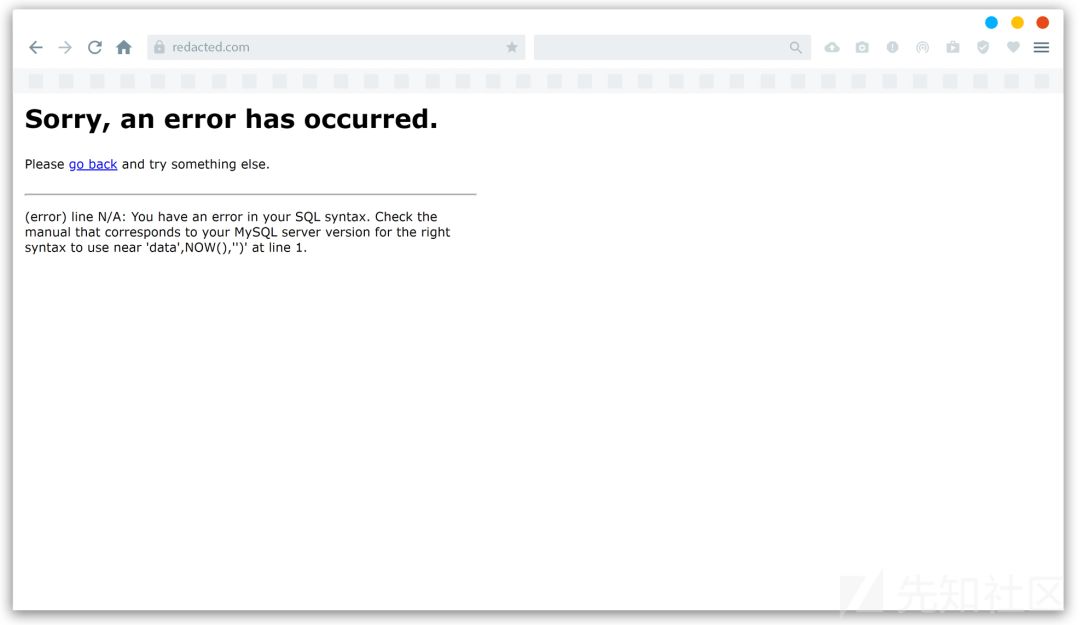 redacted.com
Sorry, an error has occurred.
Please go back and try something else.
(error) line N/A: You have an error in your SQL syntax. Check the
manual that corresponds to your MySQL server version for the right
syntax to use near 'data',NOW(),'')' at line 1.
先知社区